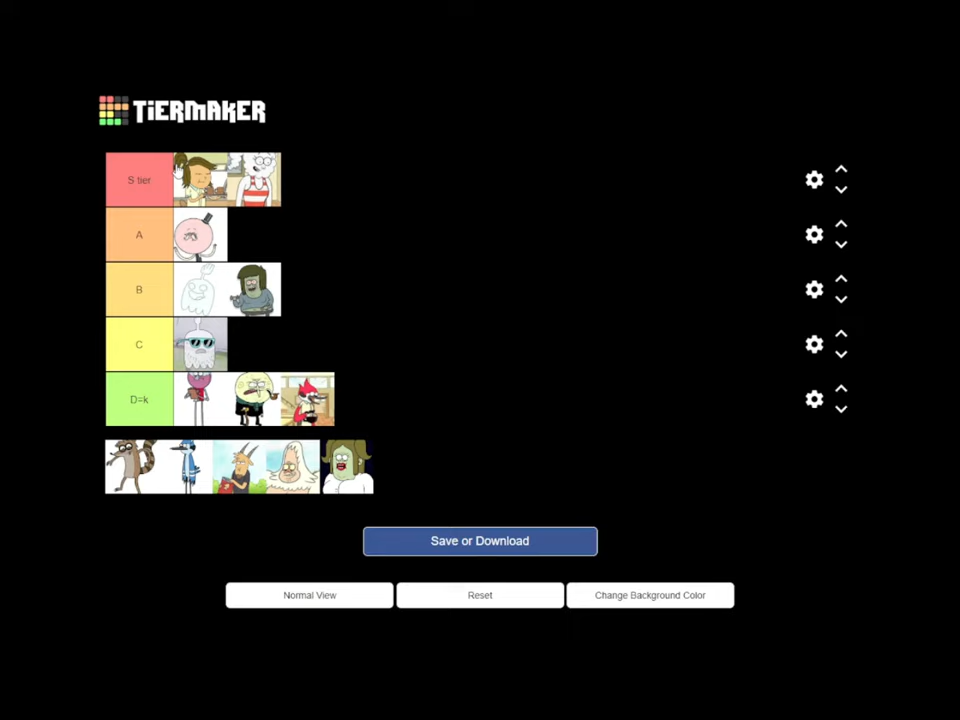 TiERMAKER
S tier
A
B
C
D=k
Save or Download
Normal View
Reset
Change Background Color